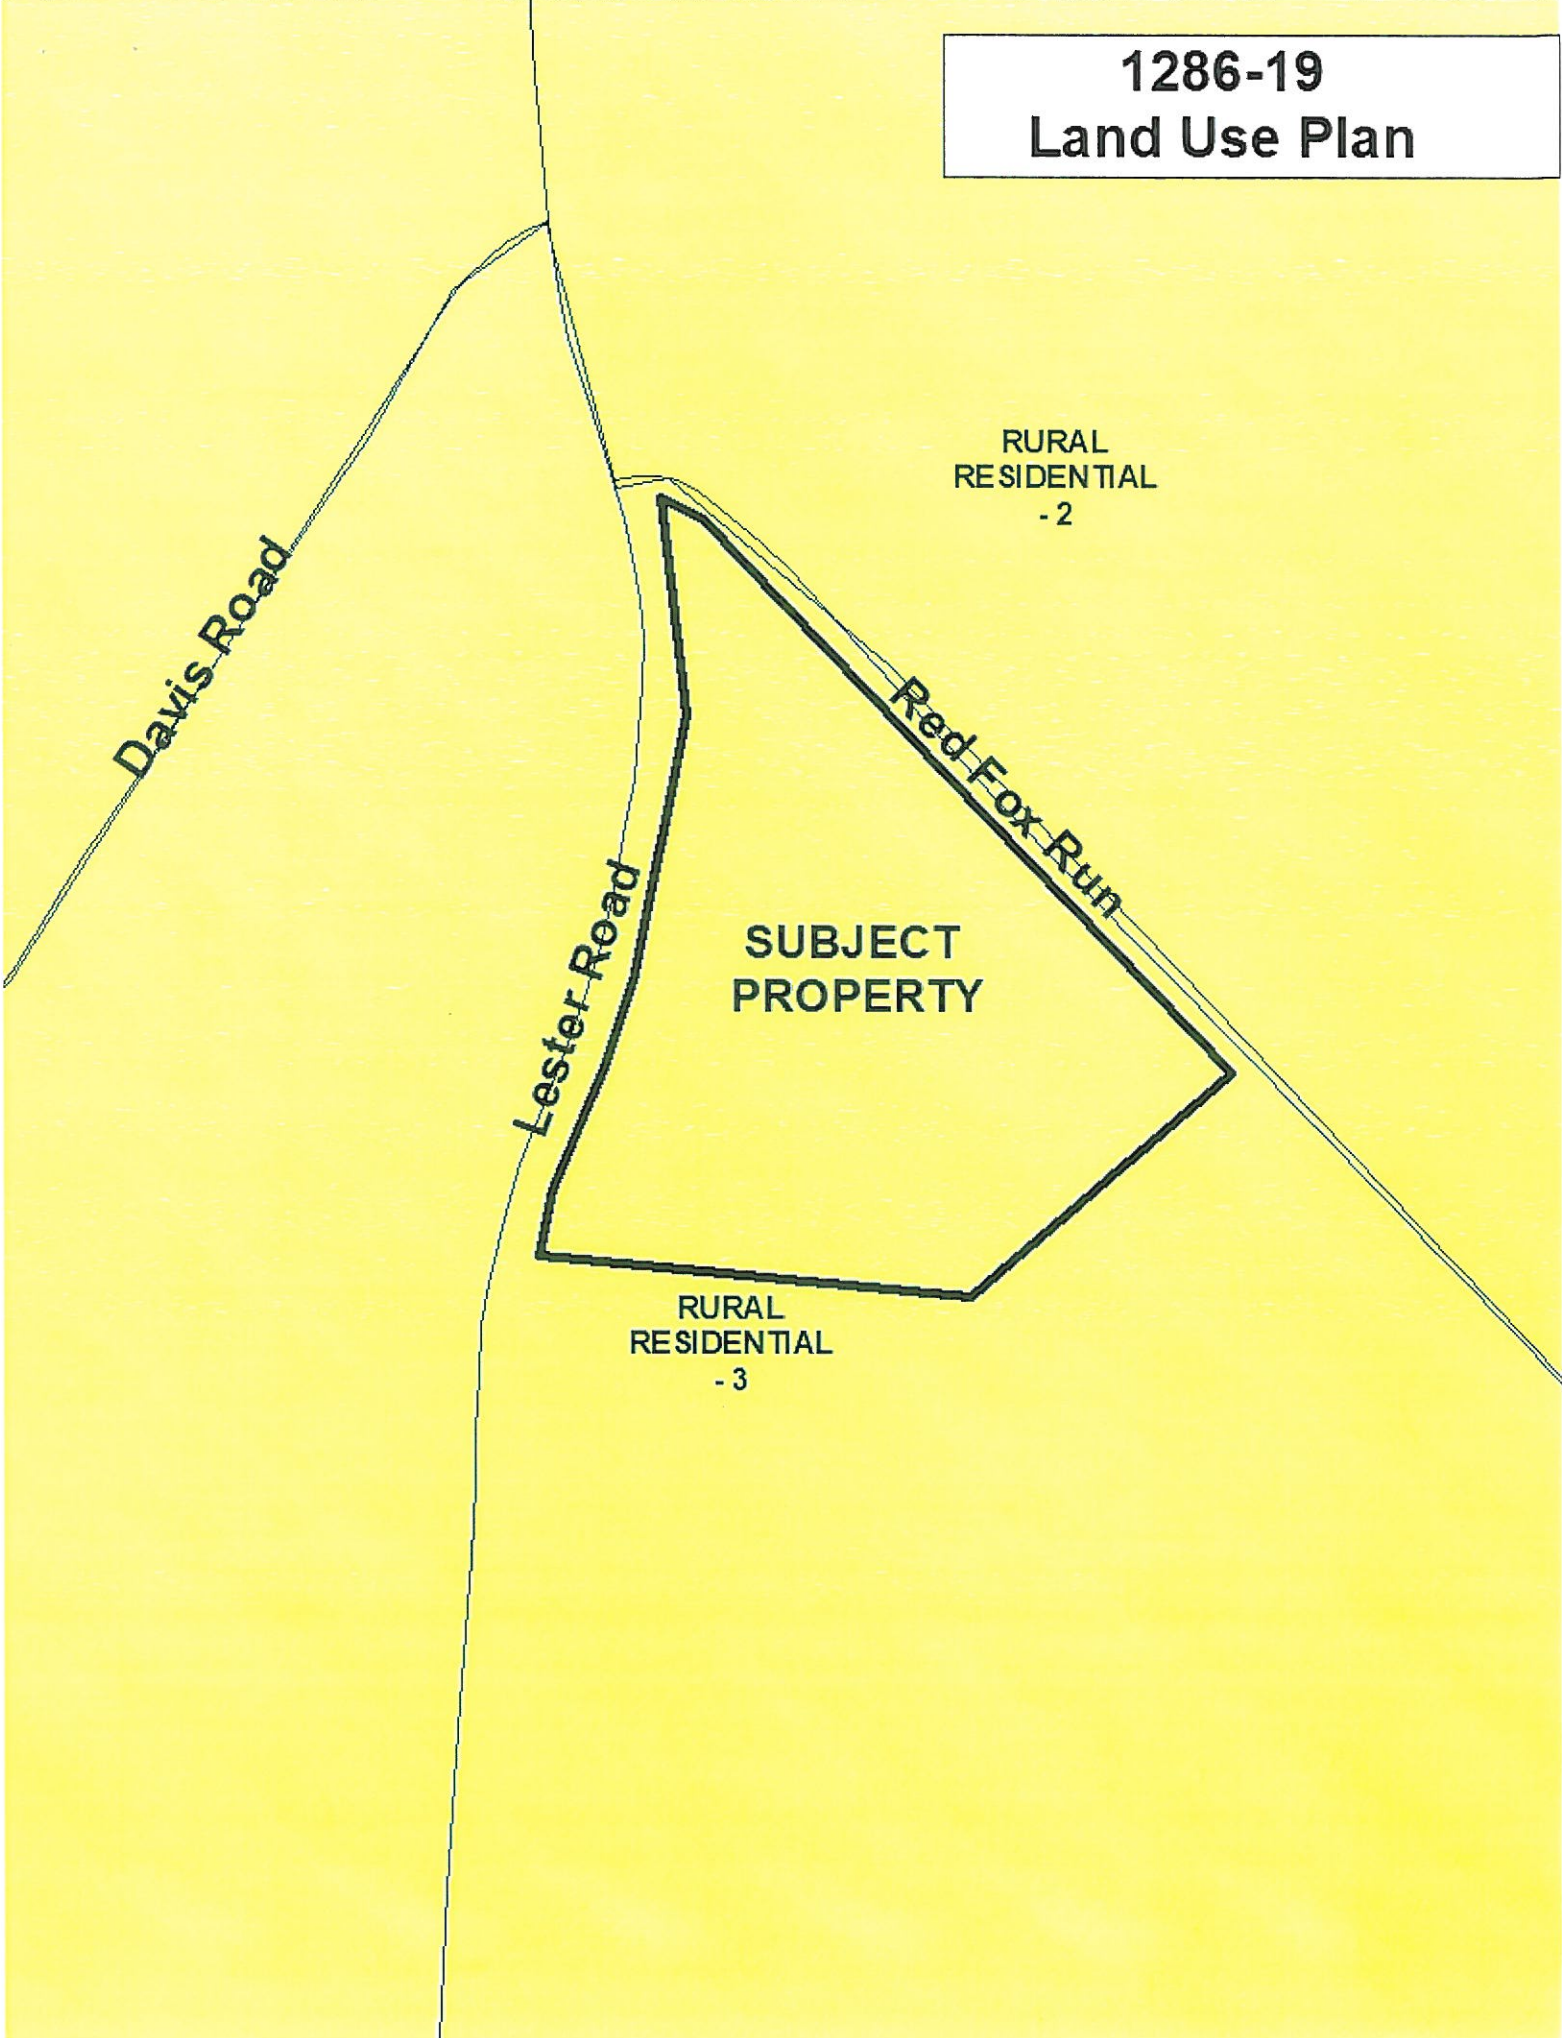 1286-19
Land Use Plan
RURAL
RESIDENTIAL
- 2
Davis Road
Red Fox Run
Lester Road
SUBJECT
PROPERTY
RURAL
RESIDENTIAL
- 3